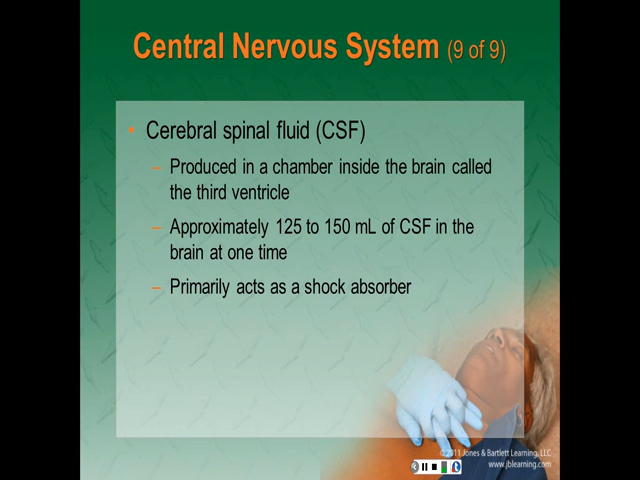 Central Nervous System (9 of 9)
• Cerebral spinal fluid (CSF)
– Produced in a chamber inside the brain called
the third ventricle
– Approximately 125 to 150 mL of CSF in the
brain at one time
– Primarily acts as a shock absorber
© 2011 Jones & Bartlett Learning, LLC
www.jblearning.com